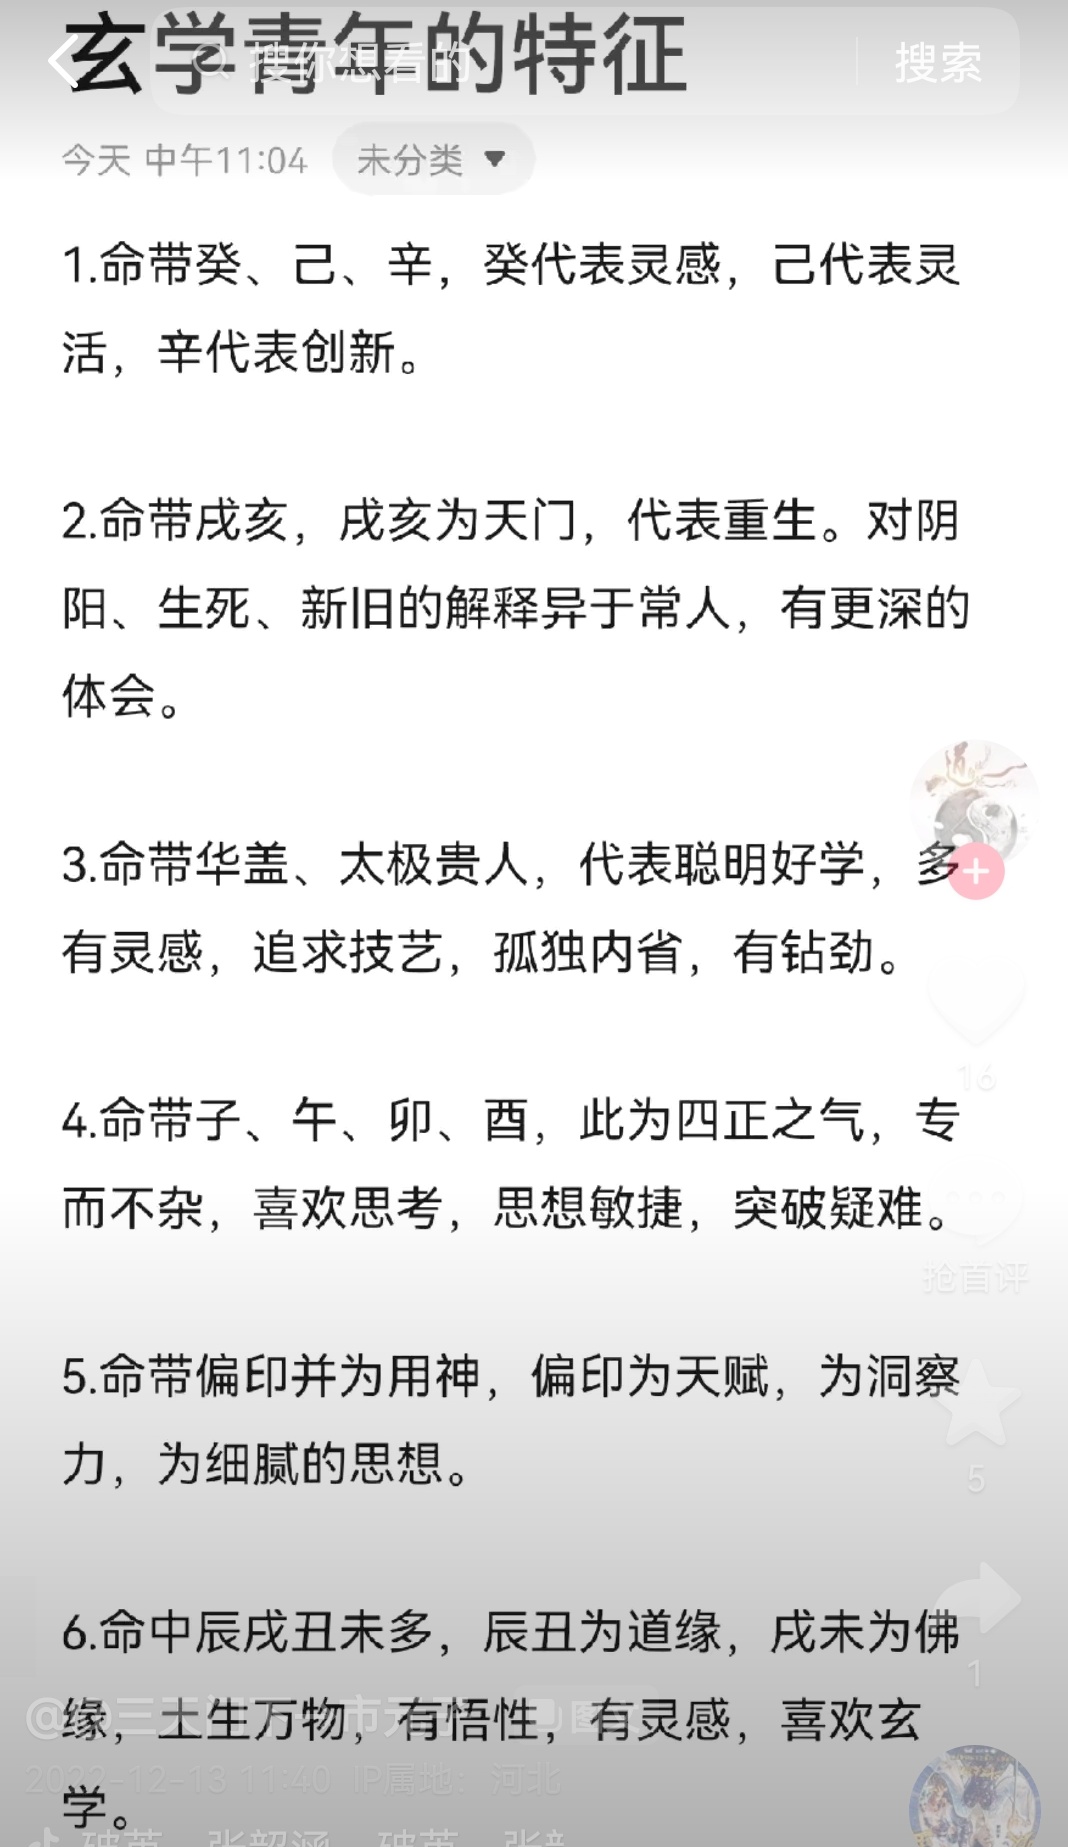 玄学青年的特征
搜你想看的
搜索
今天 中午11:04 未分类
1.命带癸、己、辛，癸代表灵感，己代表灵
活，辛代表创新。
2.命带戌亥，戌亥为天门，代表重生。对阴
阳、生死、新旧的解释异于常人，有更深的
体会。
3.命带华盖、太极贵人，代表聪明好学，多
有灵感，追求技艺，孤独内省，有钻劲。
16
4.命带子、午、卯、酉，此为四正之气，专
而不杂，喜欢思考，思想敏捷，突破疑难。
抢首评
5.命带偏印并为用神，偏印为天赋，为洞察
力，为细腻的思想。
5
6.命中辰戌丑未多，辰丑为道缘，戌未为佛
1
缘，土生万物，有悟性，有灵感，喜欢玄
图文
2022-12-13 11:40 IP属地：河北
学。